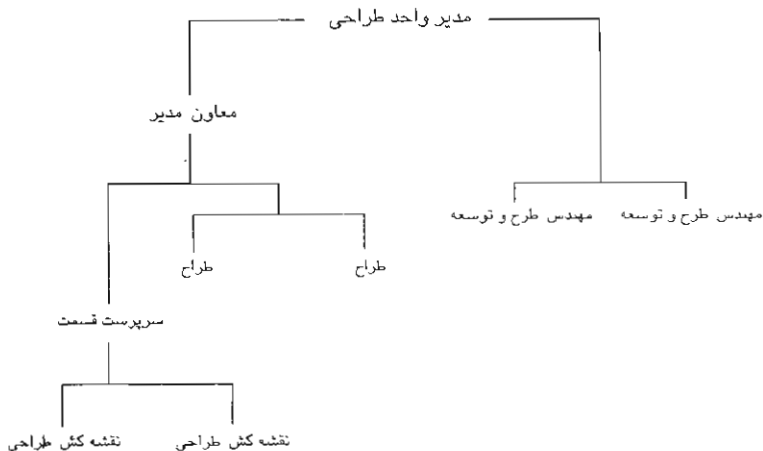 مدیر واحد طراحی
معاون مدیر
مهندس طرح و توسعه
مهندس طرح و توسعه
طراح
طراح
سرپرست قسمت
نقشه کش طراحی
نقشه کش طراحی